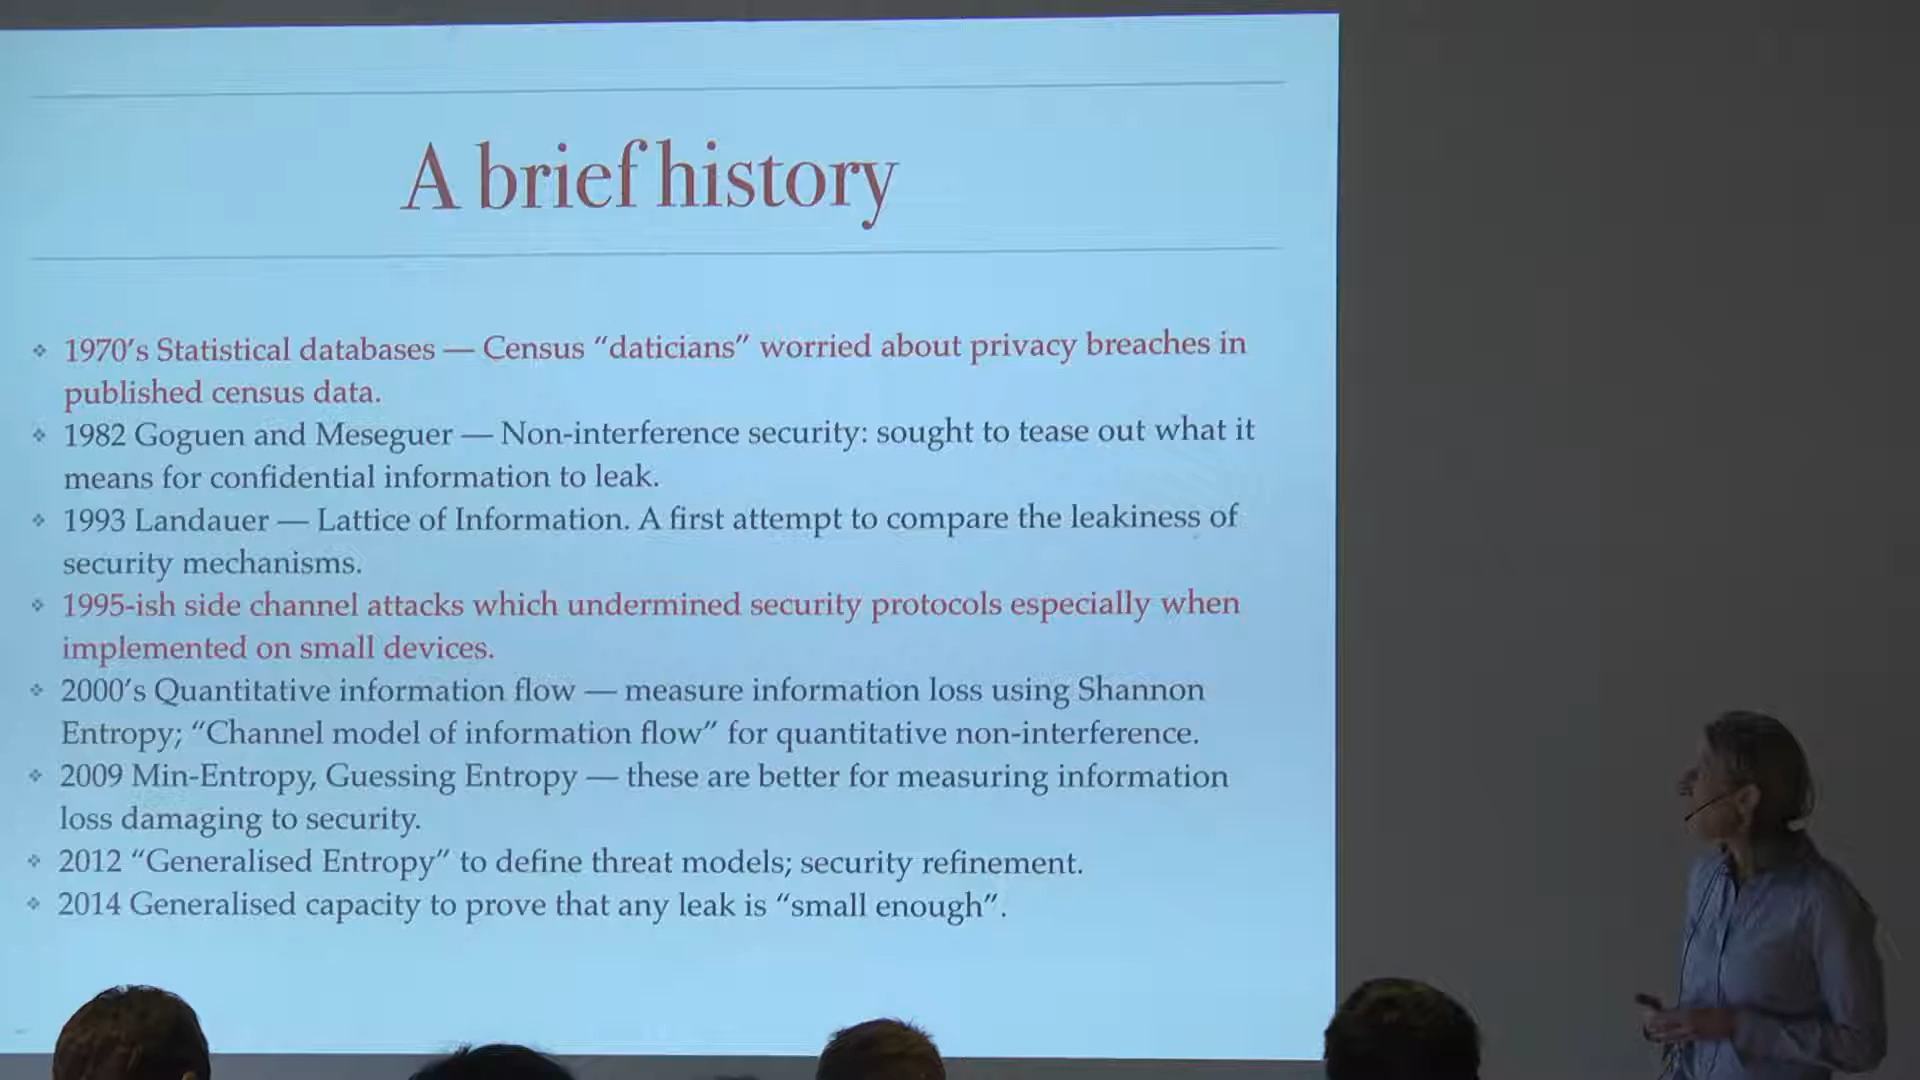 A brief history
1970's Statistical databases — Census "daticians" worried about privacy breaches in
published census data.
1982 Goguen and Meseguer — Non-interference security: sought to tease out what it
means for confidential information to leak.
1993 Landauer — Lattice of Information. A first attempt to compare the leakiness of
security mechanisms.
1995-ish side channel attacks which undermined security protocols especially when
implemented on small devices.
2000's Quantitative information flow — measure information loss using Shannon
Entropy; "Channel model of information flow" for quantitative non-interference.
2009 Min-Entropy, Guessing Entropy — these are better for measuring information
loss damaging to security.
2012 "Generalised Entropy" to define threat models; security refinement.
2014 Generalised capacity to prove that any leak is "small enough".